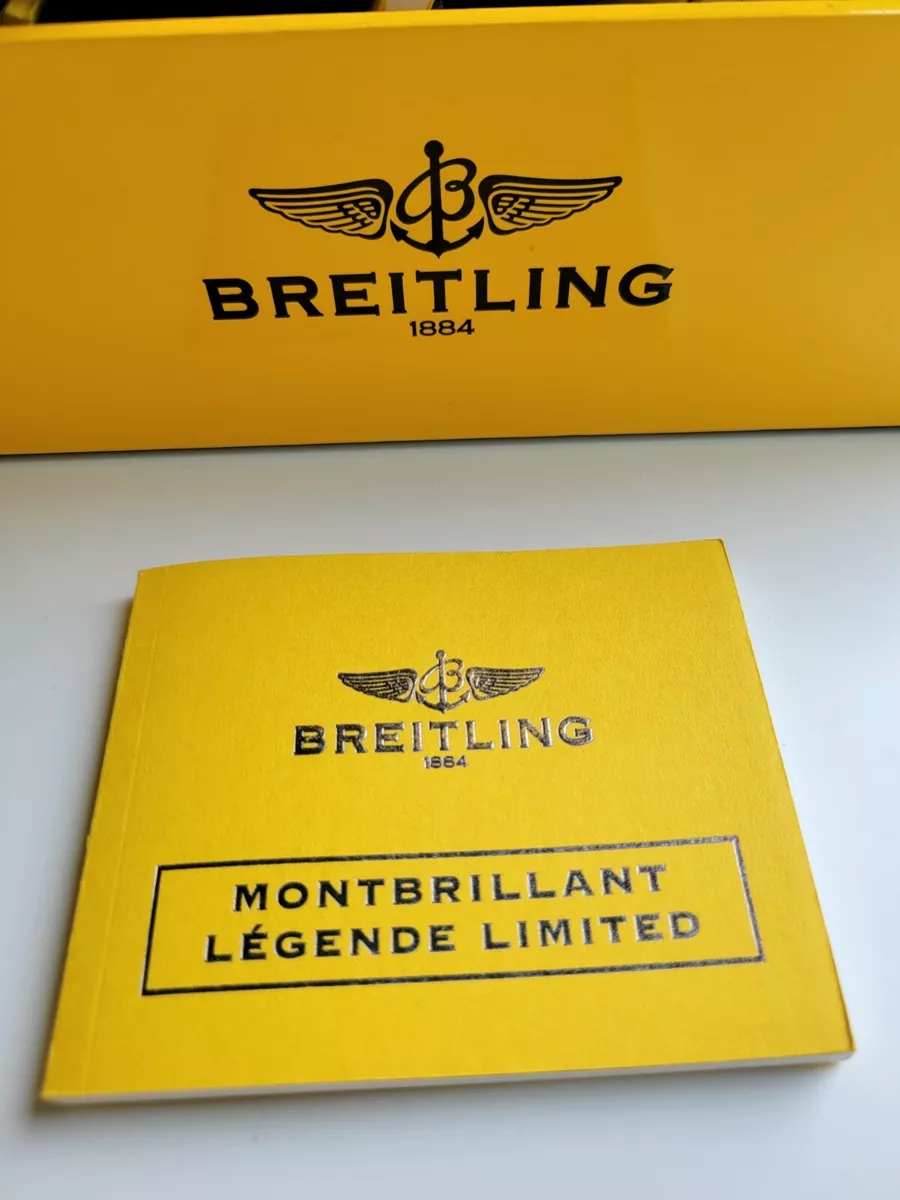 BREITLING
1884
BREITLING
1884
MONTBRILLANT
LÉGENDE LIMITED